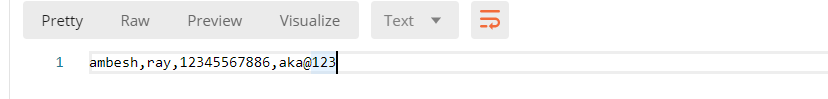 Pretty Raw Preview Visualize Text
1 ambesh,ray,12345567886,aka@123